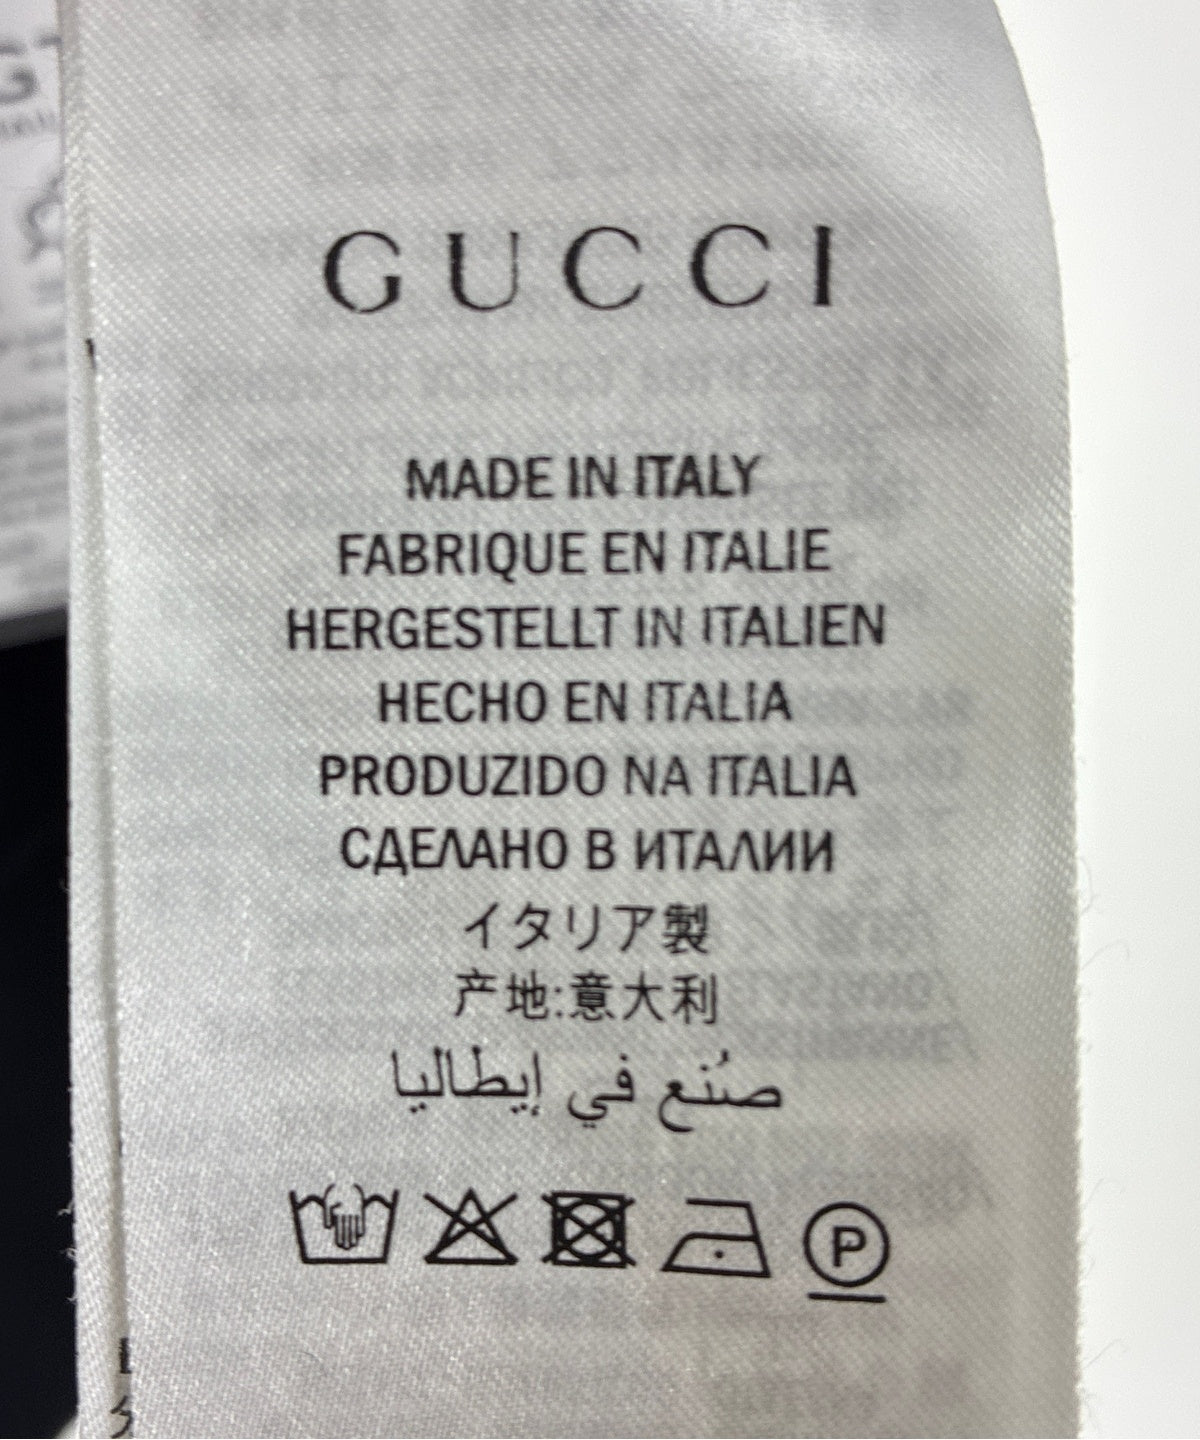 GUCCI
MADE IN ITALY
FABRIQUE EN ITALIE
HERGESTELLT IN ITALIEN
HECHO EN ITALIA
PRODUZIDO NA ITALIA
СДЕЛАНО В ИТАЛИИ
イタリア製
产地:意大利
صُنع في إيطاليا
P